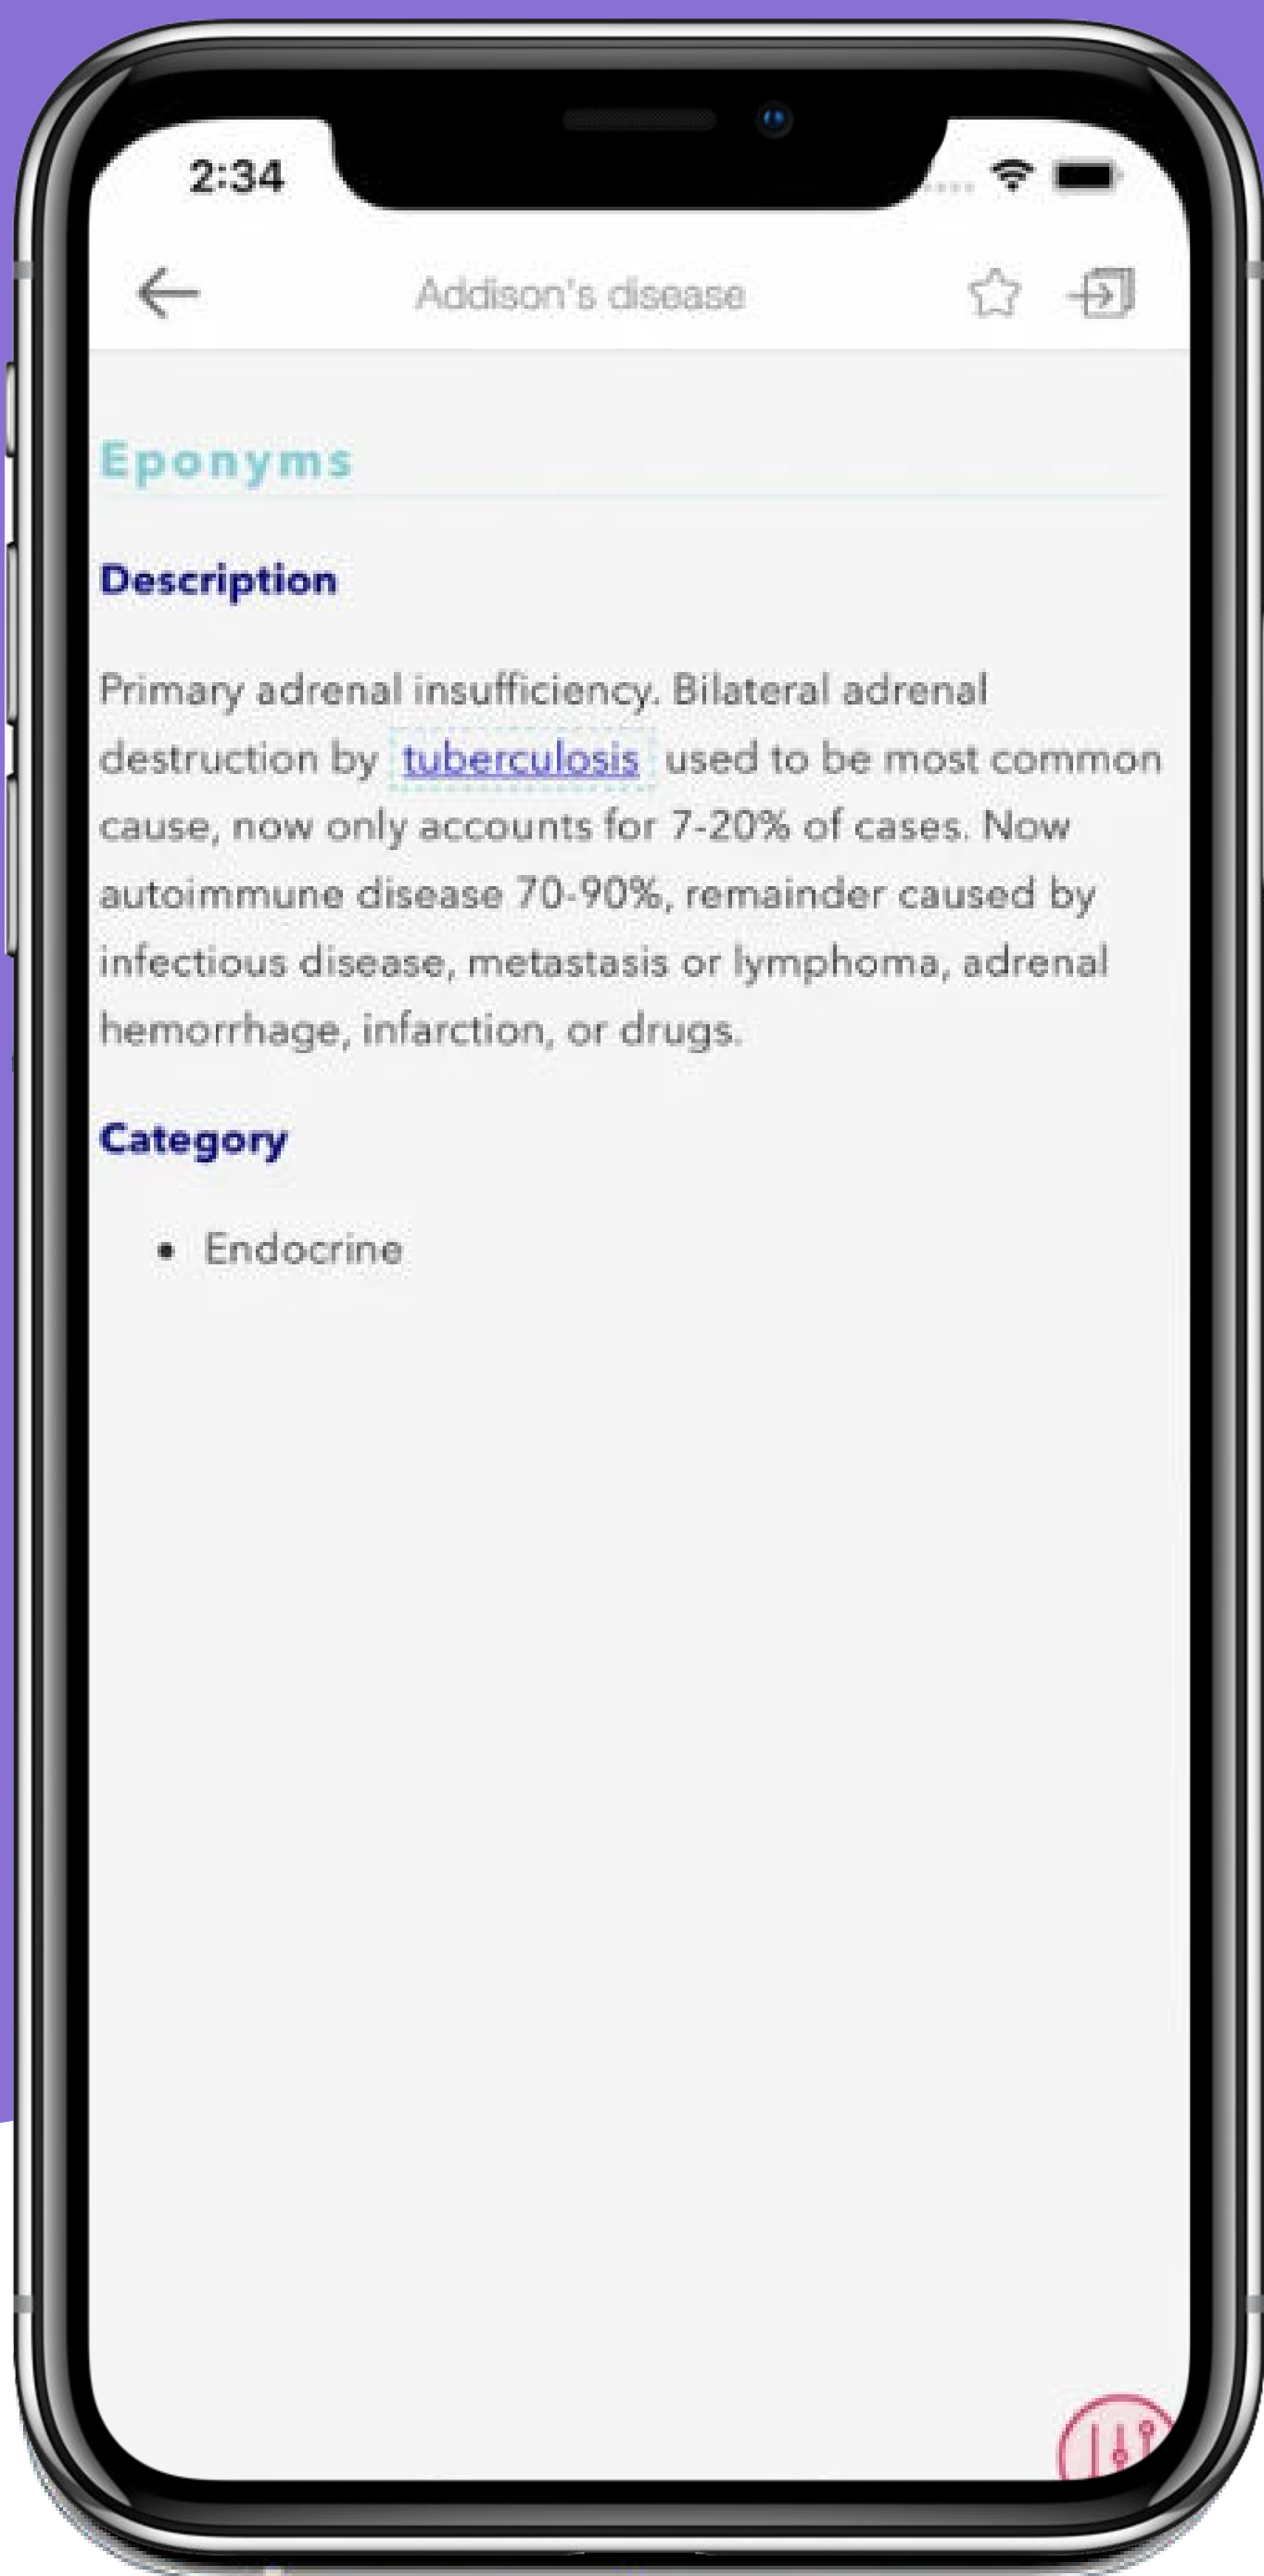 2:34
Addison's disease
Eponyms
Description
Primary adrenal insufficiency. Bilateral adrenal
destruction by tuberculosis used to be most common
cause, now only accounts for 7-20% of cases. Now
autoimmune disease 70-90%, remainder caused by
infectious disease, metastasis or lymphoma, adrenal
hemorrhage, infarction, or drugs.
Category
• Endocrine